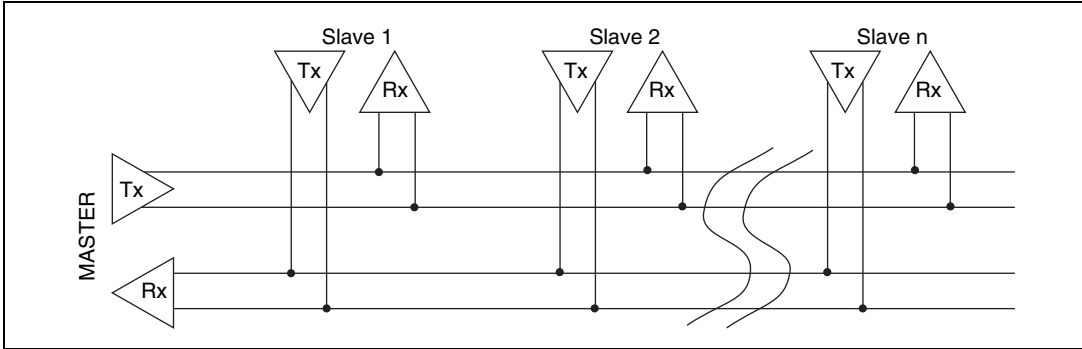 Slave 1
Slave 2
Slave n
Tx
Rx
Tx
Rx
Tx
Rx
MASTER
Tx
Rx